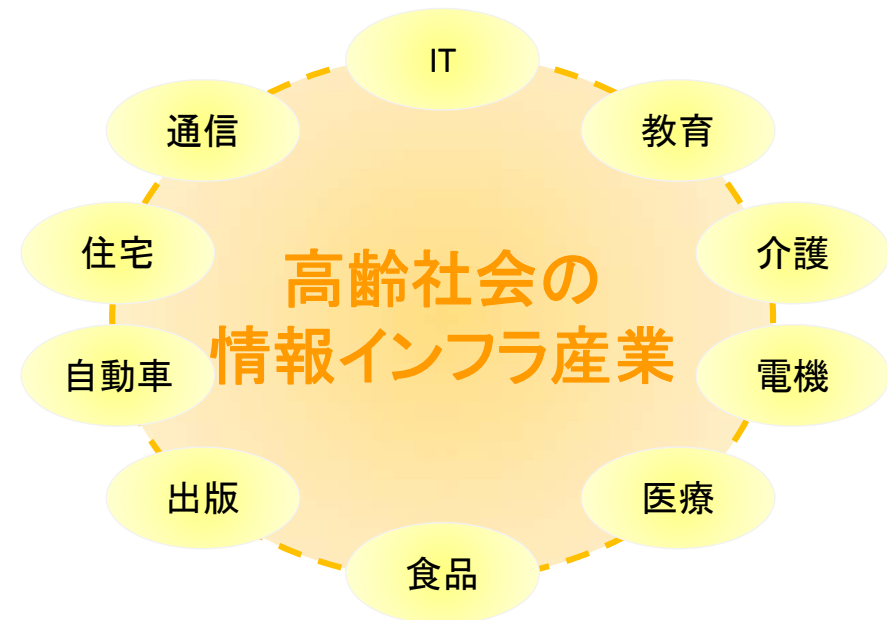 IT
通信
教育
住宅
介護
高齢社会の
情報インフラ産業
自動車
電機
出版
医療
食品